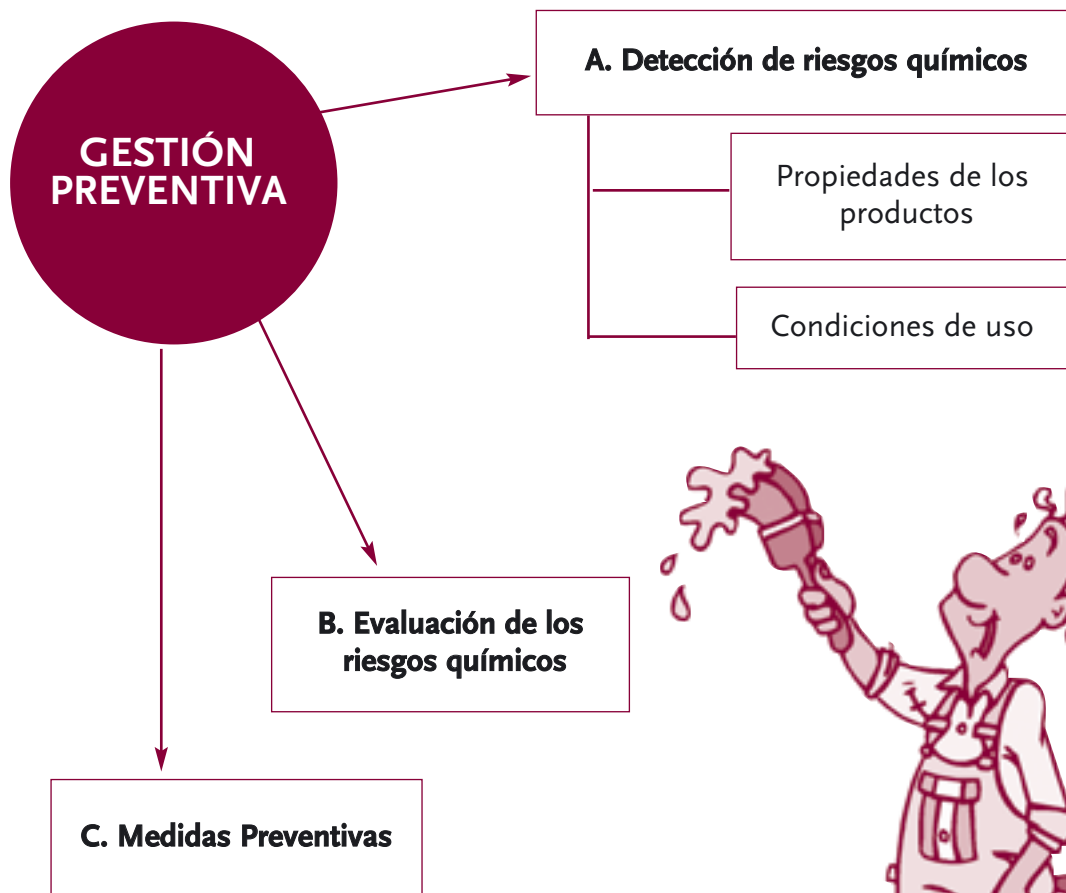 GESTIÓN
PREVENTIVA
A. Detección de riesgos químicos
Propiedades de los
productos
Condiciones de uso
B. Evaluación de los
riesgos químicos
C. Medidas Preventivas